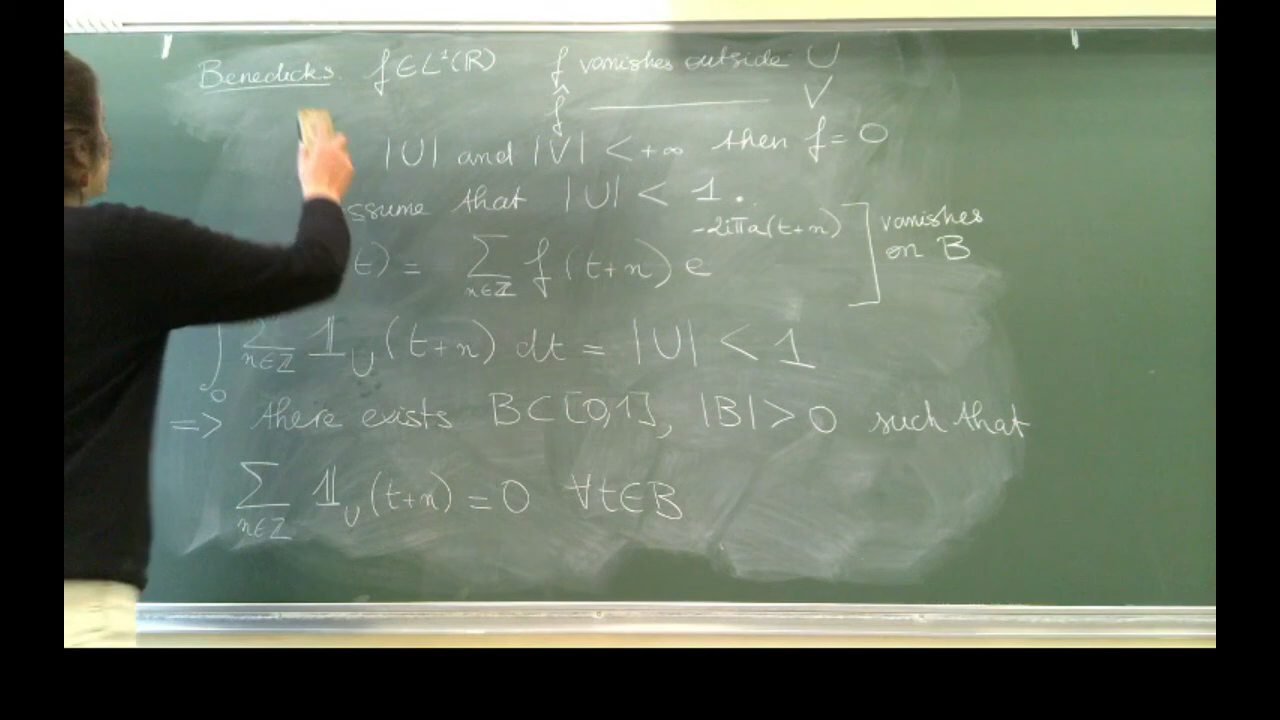 Benedicks. f ∈ L²(ℝ) f vanishes outside U
f̂ ———— V
|U| and |V| < +∞ then f = 0
ssume that |U| < 1.
t) = ∑_{n∈ℤ} f(t+n) e^{-2iπa(t+n)} ] vanishes on B
∫_0 ∑_{n∈ℤ} 𝟙_U (t+n) dt = |U| < 1
=> there exists B ⊂ [0,1], |B| > 0 such that
∑_{n∈ℤ} 𝟙_U (t+n) = 0 ∀t∈B